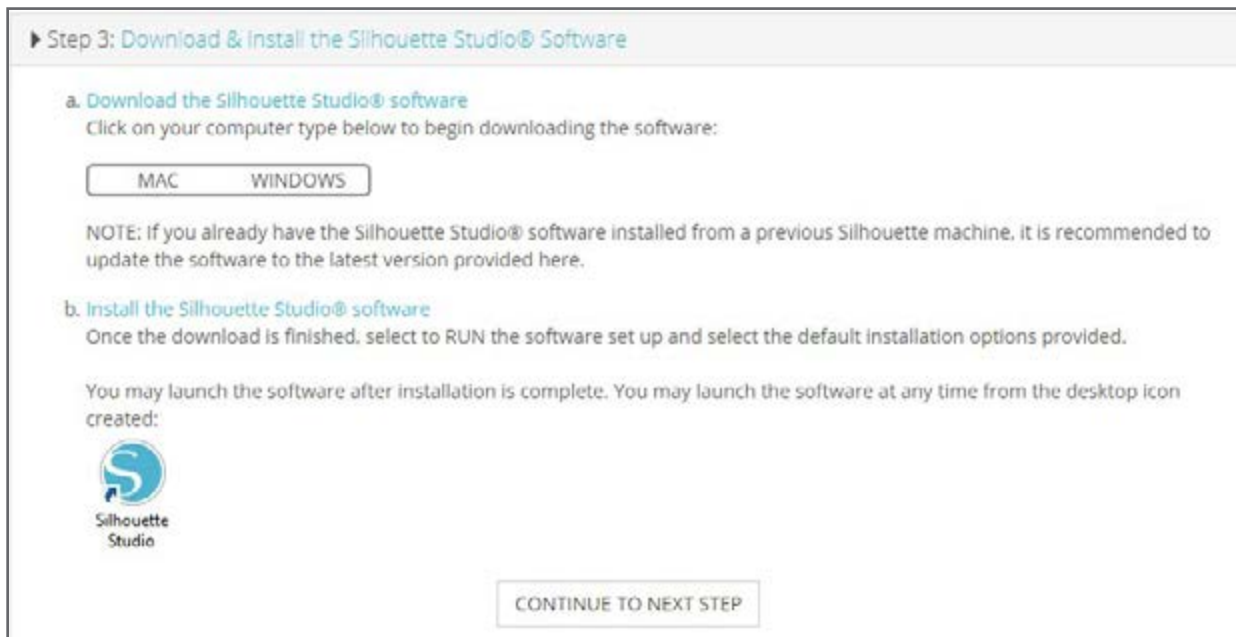 Step 3: Download & Install the Silhouette Studio® Software
a. Download the Silhouette Studio® software
Click on your computer type below to begin downloading the software:
MAC WINDOWS
NOTE: If you already have the Silhouette Studio® software installed from a previous Silhouette machine, it is recommended to
update the software to the latest version provided here.
b. Install the Silhouette Studio® software
Once the download is finished, select to RUN the software set up and select the default installation options provided.
You may launch the software after installation is complete. You may launch the software at any time from the desktop icon
created:
S
Silhouette
Studio
CONTINUE TO NEXT STEP